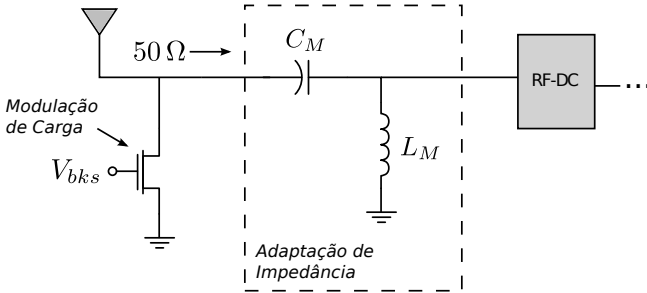 50 Ω
C_M
RF-DC
...
Modulação
de Carga
V_bks
L_M
Adaptação de
Impedância